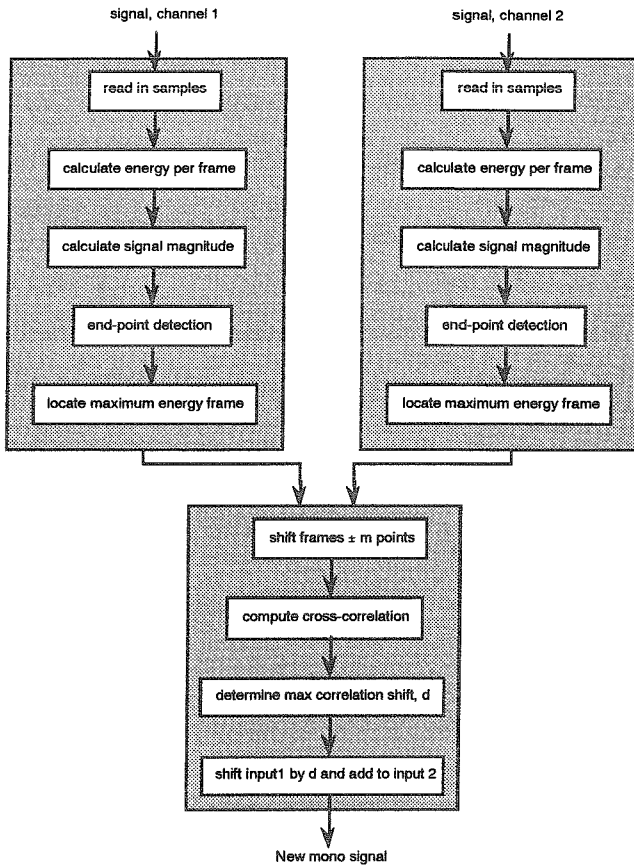 signal, channel 1
read in samples
calculate energy per frame
calculate signal magnitude
end-point detection
locate maximum energy frame
signal, channel 2
read in samples
calculate energy per frame
calculate signal magnitude
end-point detection
locate maximum energy frame
shift frames ± m points
compute cross-correlation
determine max correlation shift, d
shift input1 by d and add to input 2
New mono signal